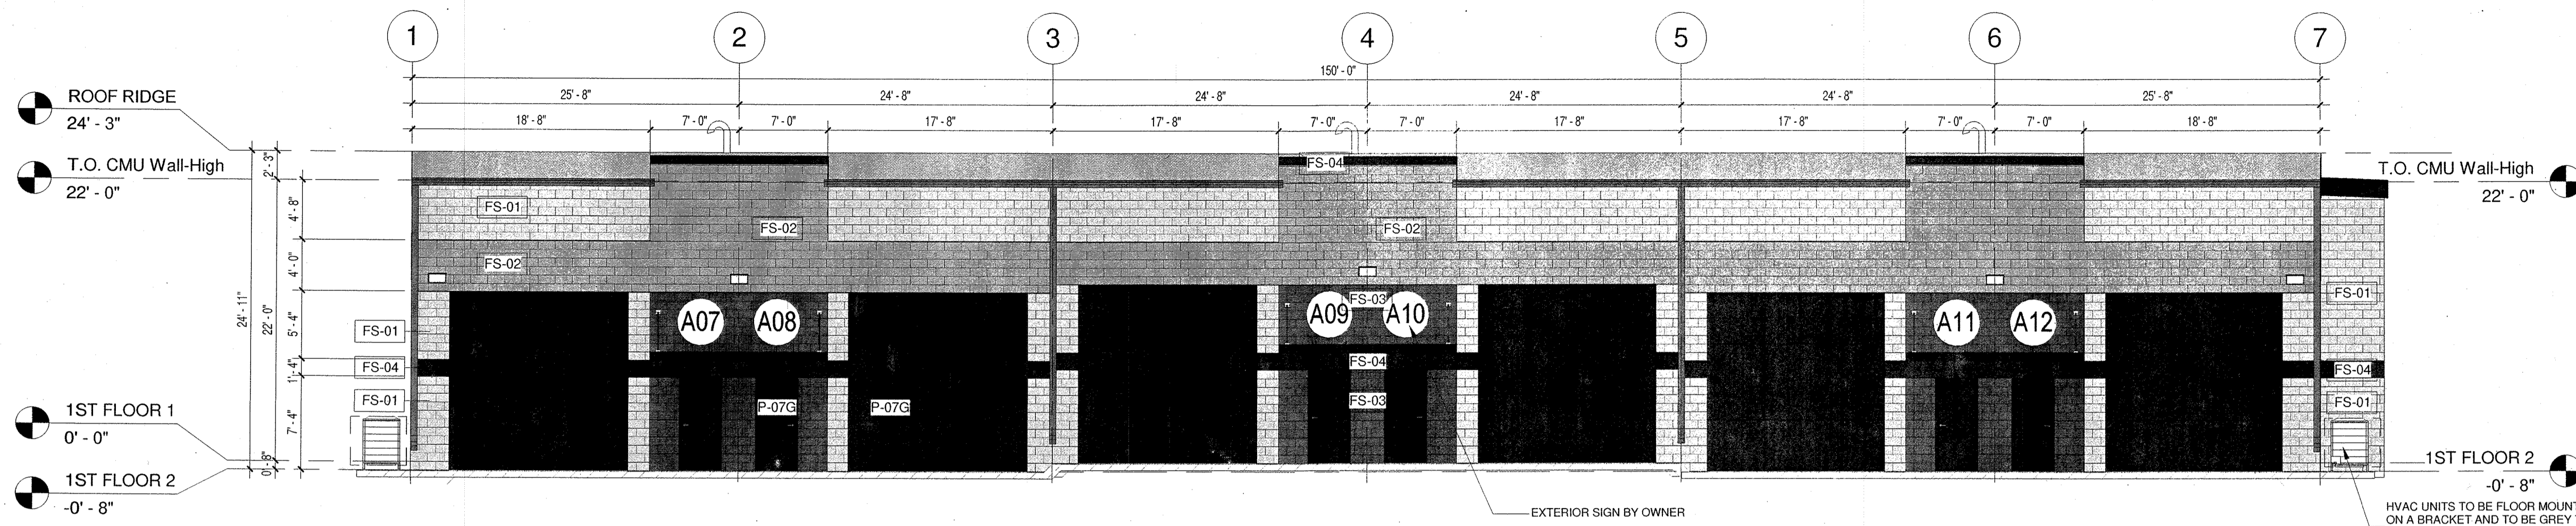 1 2 3 4 5 6 7
150' - 0"
25' - 8" 24' - 8" 24' - 8" 24' - 8" 24' - 8" 25' - 8"
18' - 8" 7' - 0" 7' - 0" 17' - 8" 17' - 8" 7' - 0" 7' - 0" 17' - 8" 17' - 8" 7' - 0" 7' - 0" 18' - 8"
ROOF RIDGE
24' - 3"
T.O. CMU Wall-High
22' - 0"
1ST FLOOR 1
0' - 0"
1ST FLOOR 2
-0' - 8"
24' - 11"
2' - 3"
22' - 0"
0' - 8"
4' - 8"
4' - 0"
5' - 4"
1' - 4"
7' - 4"
FS-01
FS-02
FS-02
FS-04
FS-02
FS-01
FS-04
FS-01
A07 A08
P-07G
P-07G
FS-03
A09 A10
FS-04
FS-03
A11 A12
FS-01
FS-04
FS-01
EXTERIOR SIGN BY OWNER
T.O. CMU Wall-High
22' - 0"
1ST FLOOR 2
-0' - 8"
HVAC UNITS TO BE FLOOR MOUNT
ON A BRACKET AND TO BE GREY